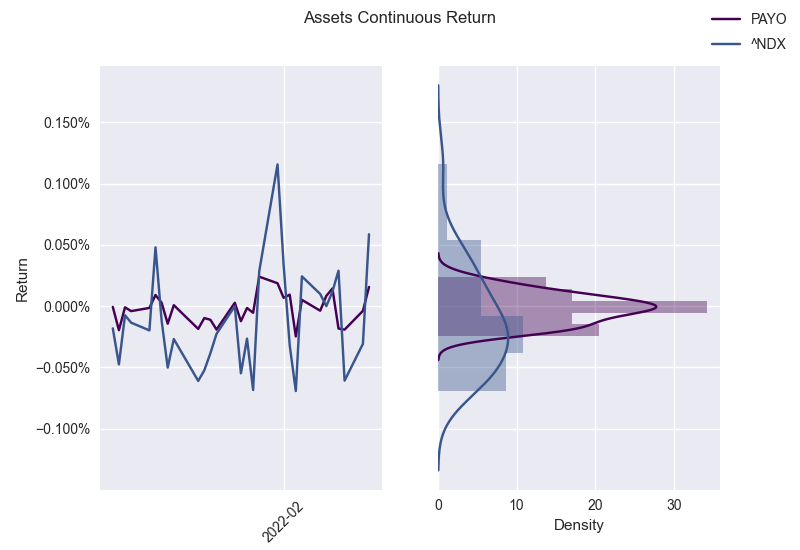 Assets Continuous Return
PAYO
^NDX
0.150%
0.100%
0.050%
0.000%
−0.050%
−0.100%
Return
2022-02
0
10
20
30
Density